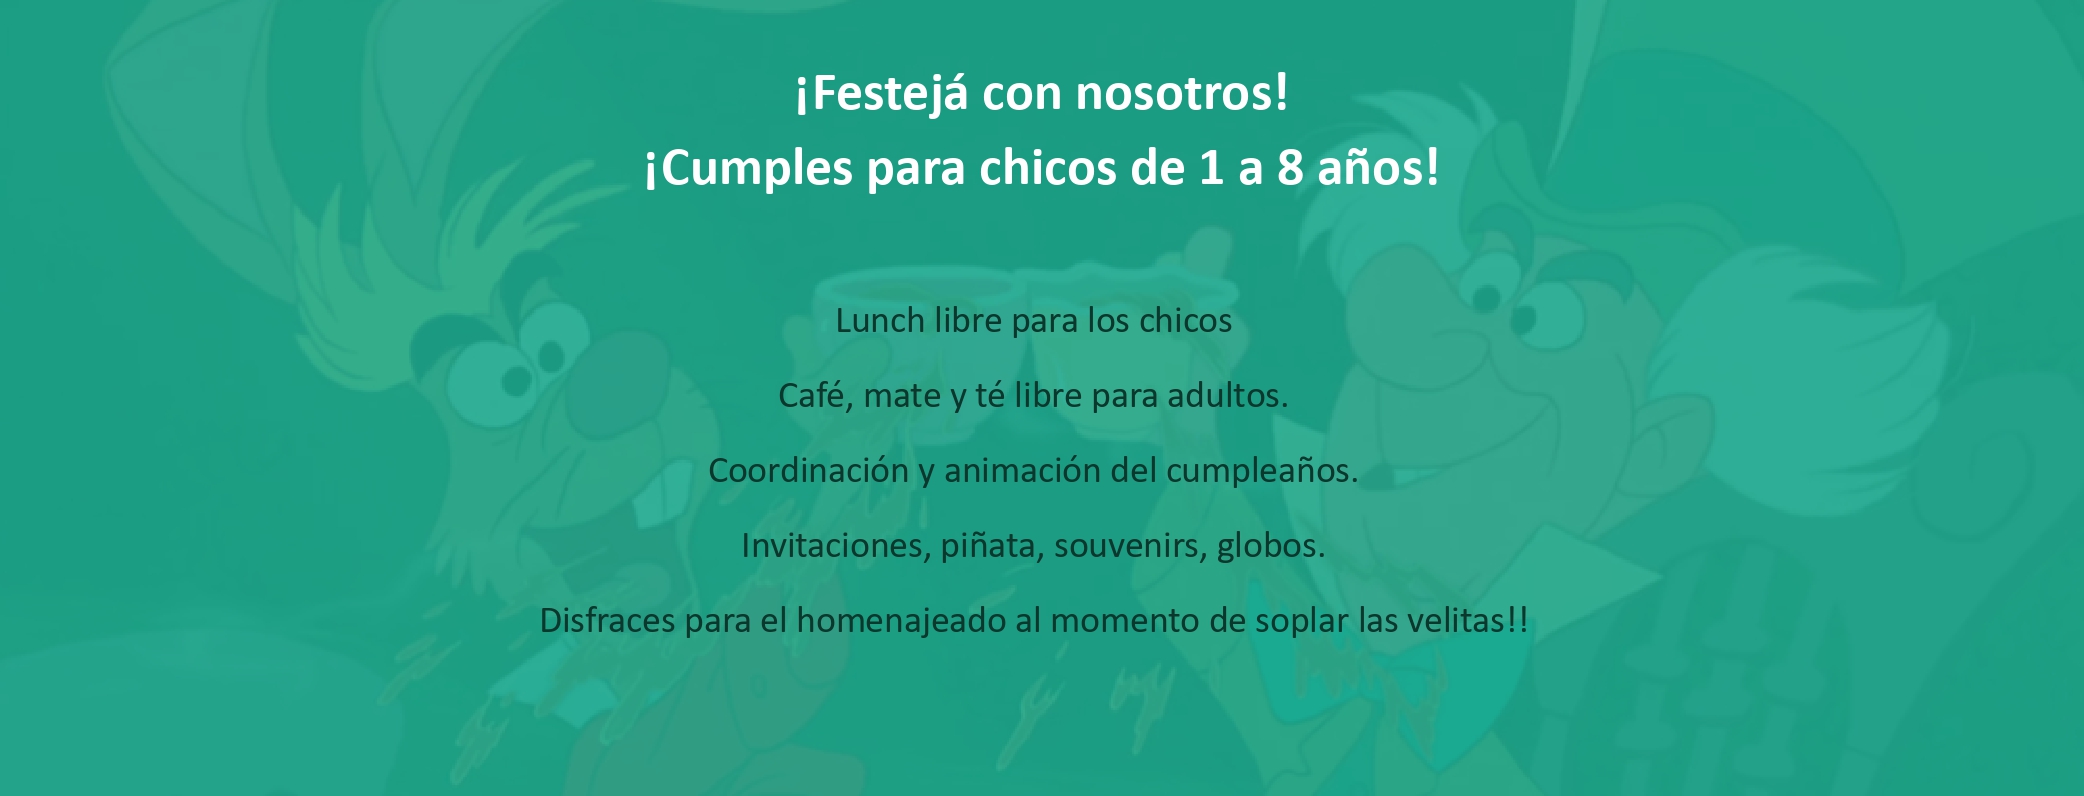 ¡Festejá con nosotros!
¡Cumples para chicos de 1 a 8 años!
Lunch libre para los chicos
Café, mate y té libre para adultos.
Coordinación y animación del cumpleaños.
Invitaciones, piñata, souvenirs, globos.
Disfraces para el homenajeado al momento de soplar las velitas!!